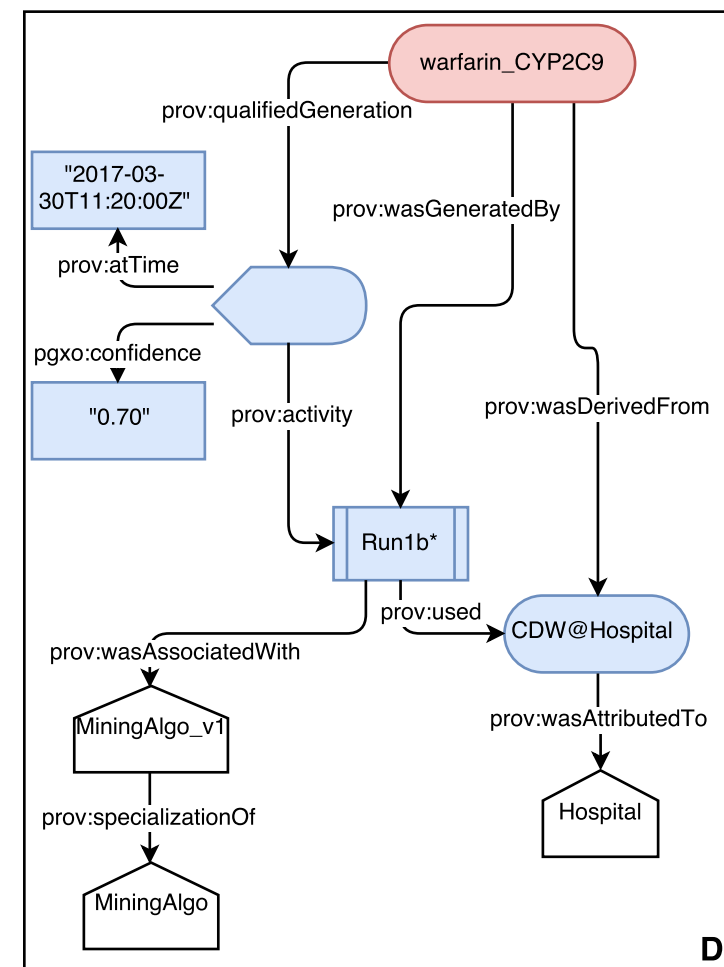 warfarin_CYP2C9
prov:qualifiedGeneration
"2017-03-
30T11:20:00Z"
prov:wasGeneratedBy
prov:atTime
pgxo:confidence
"0.70"
prov:activity
prov:wasDerivedFrom
Run1b*
prov:used
CDW@Hospital
prov:wasAssociatedWith
MiningAlgo_v1
prov:wasAttributedTo
prov:specializationOf
Hospital
MiningAlgo
D